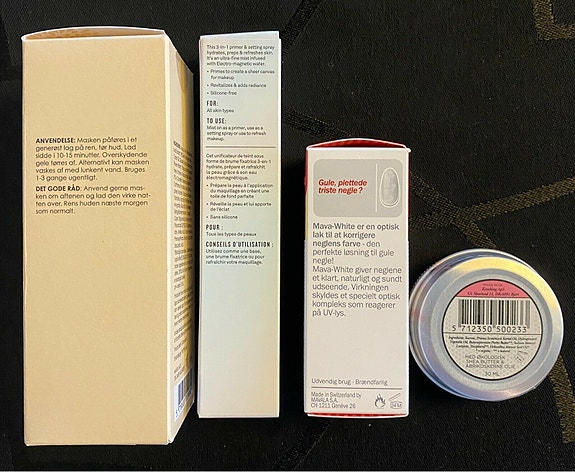 ANVENDELSE: Masken påføres i et
generøst lag på ren, tør hud. Lad
sidde i 10-15 minutter. Overskydende
gele tørres af. Alternativt kan masken
vaskes af med lunkent vand. Bruges
1-3 gange ugentligt.
DET GODE RÅD: Anvend gerne mas-
ken om aftenen og lad den virke nat-
ten over. Rens huden næste morgen
som normalt.
This 3-in-1 primer & setting spray
hydrates, preps & refreshes skin.
It's an ultra-fine mist infused
with Electro-magnetic water.
• Primes to create a sheer canvas
for makeup
• Revitalizes & adds radiance
• Silicone-free
FOR:
All skin types
TO USE:
Mist on as a primer, use as a
setting spray or use to refresh
makeup.
Cet unificateur de teint sous
forme de brume fixatrice 3-en-1
hydrate, prépare et rafraîchit
la peau grâce à son eau
électromagnétique.
• Prépare la peau à l'application
du maquillage en créant une
toile de fond parfaite
• Réveille la peau et lui apporte
de l'éclat
• Sans silicone
POUR :
Tous les types de peaux
CONSEILS D'UTILISATION :
Utilisez comme une base,
une brume fixatrice ou pour
rafraîchir votre maquillage.
Gule, plettede
triste negle ?
Mava-White er en optisk
lak til at korrigere
neglens farve - den
perfekte løsning til gule
negle!
Mava-White giver neglene
et klart, naturligt og sundt
udseende. Virkningen
skyldes et specielt optisk
kompleks som reagerer
på UV-lys.
Udvendig brug - Brændfarlig
Made in Switzerland by
MAVALA S.A.
CH-1211 Genève 26
24 M
5 712350 500233
MED ØKOLOGISK
SHEA BUTTER &
ABRIKOSKERNE OLIE
30 ML